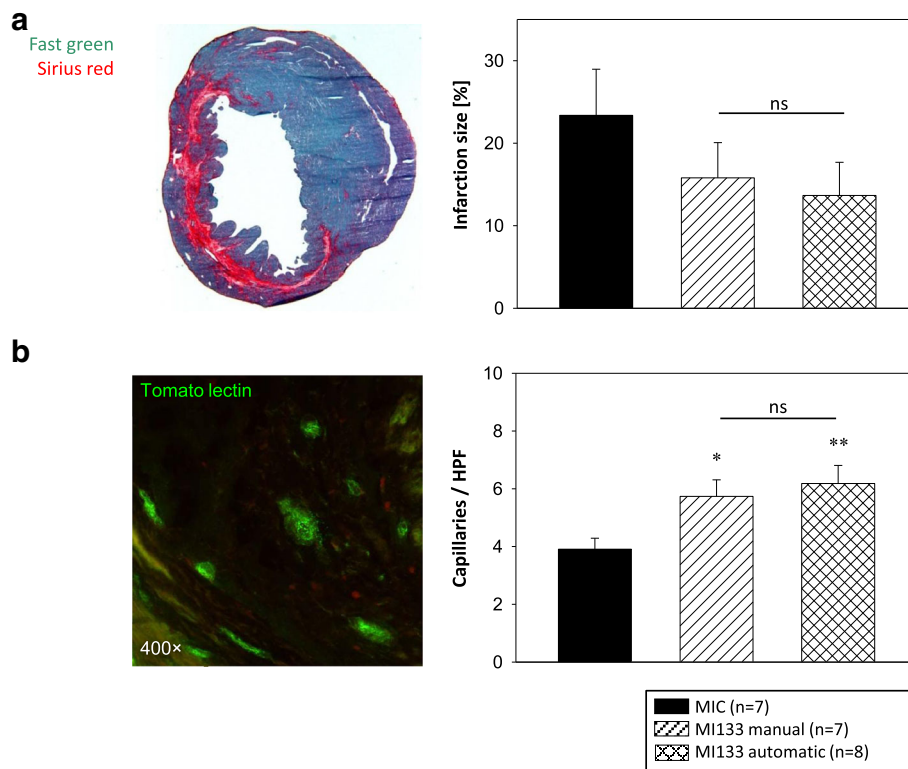 a
Fast green
Sirius red
Infarction size [%]
30
20
10
0
ns
b
Tomato lectin
400×
Capillaries / HPF
10
8
6
4
2
0
ns
*
**
MIC (n=7)
MI133 manual (n=7)
MI133 automatic (n=8)